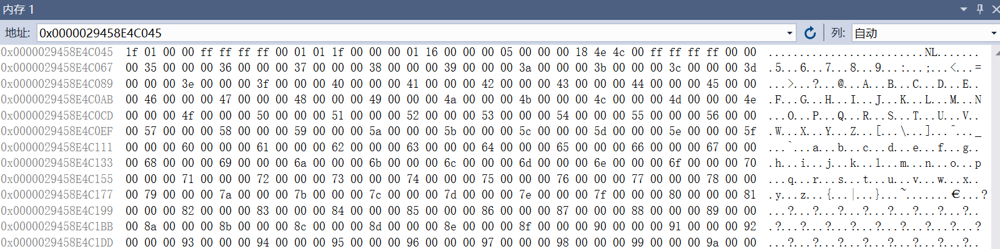 内存 1
地址: 0x0000029458E4C045 列: 自动
0x0000029458E4C045 1f 01 00 00 ff ff ff ff 00 01 01 1f 00 00 00 01 16 00 00 00 05 00 00 00 18 4e 4c 00 ff ff ff ff 00 00 .........................NL.......
0x0000029458E4C067 00 35 00 00 00 36 00 00 00 37 00 00 00 38 00 00 00 39 00 00 00 3a 00 00 00 3b 00 00 00 3c 00 00 00 3d .5...6...7...8...9...:...;...<...=
0x0000029458E4C089 00 00 00 3e 00 00 00 3f 00 00 00 40 00 00 00 41 00 00 00 42 00 00 00 43 00 00 00 44 00 00 00 45 00 00 ...>...?...@...A...B...C...D...E..
0x0000029458E4C0AB 00 46 00 00 00 47 00 00 00 48 00 00 00 49 00 00 00 4a 00 00 00 4b 00 00 00 4c 00 00 00 4d 00 00 00 4e .F...G...H...I...J...K...L...M...N
0x0000029458E4C0CD 00 00 00 4f 00 00 00 50 00 00 00 51 00 00 00 52 00 00 00 53 00 00 00 54 00 00 00 55 00 00 00 56 00 00 ...O...P...Q...R...S...T...U...V..
0x0000029458E4C0EF 00 57 00 00 00 58 00 00 00 59 00 00 00 5a 00 00 00 5b 00 00 00 5c 00 00 00 5d 00 00 00 5e 00 00 00 5f .W...X...Y...Z...[...\...]...^..._
0x0000029458E4C111 00 00 00 60 00 00 00 61 00 00 00 62 00 00 00 63 00 00 00 64 00 00 00 65 00 00 00 66 00 00 00 67 00 00 ...`...a...b...c...d...e...f...g..
0x0000029458E4C133 00 68 00 00 00 69 00 00 00 6a 00 00 00 6b 00 00 00 6c 00 00 00 6d 00 00 00 6e 00 00 00 6f 00 00 00 70 .h...i...j...k...l...m...n...o...p
0x0000029458E4C155 00 00 00 71 00 00 00 72 00 00 00 73 00 00 00 74 00 00 00 75 00 00 00 76 00 00 00 77 00 00 00 78 00 00 ...q...r...s...t...u...v...w...x..
0x0000029458E4C177 00 79 00 00 00 7a 00 00 00 7b 00 00 00 7c 00 00 00 7d 00 00 00 7e 00 00 00 7f 00 00 00 80 00 00 00 81 .y...z...{...|...}...~.......€...?
0x0000029458E4C199 00 00 00 82 00 00 00 83 00 00 00 84 00 00 00 85 00 00 00 86 00 00 00 87 00 00 00 88 00 00 00 89 00 00 ...?...?...?...?...?...?...?...?..
0x0000029458E4C1BB 00 8a 00 00 00 8b 00 00 00 8c 00 00 00 8d 00 00 00 8e 00 00 00 8f 00 00 00 90 00 00 00 91 00 00 00 92 .?...?...?...?...?...?...?...?...?
0x0000029458E4C1DD 00 00 00 93 00 00 00 94 00 00 00 95 00 00 00 96 00 00 00 97 00 00 00 98 00 00 00 99 00 00 00 9a 00 00 ...?...?...?...?...?...?...?...?..